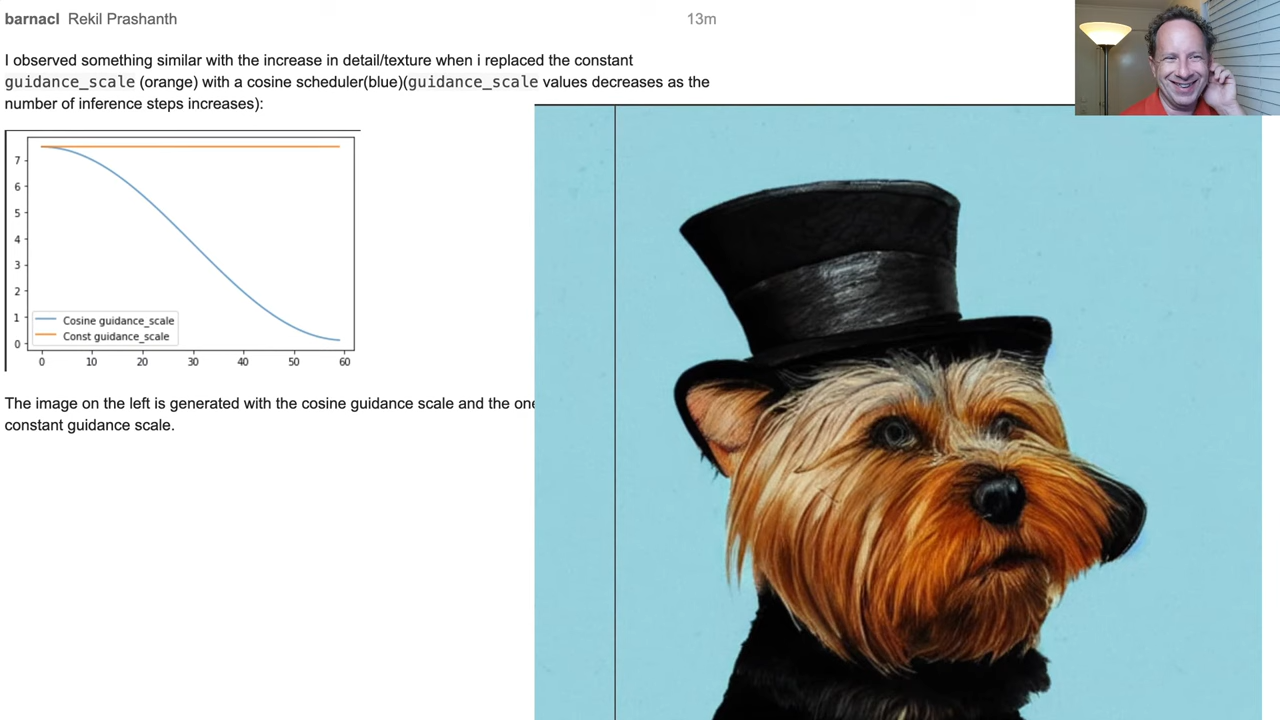 barnacl Rekil Prashanth 13m
I observed something similar with the increase in detail/texture when i replaced the constant
guidance_scale (orange) with a cosine scheduler(blue)(guidance_scale values decreases as the
number of inference steps increases):
7
6
5
4
3
2
1
0
Cosine guidance_scale
Const guidance_scale
0 10 20 30 40 50 60
The image on the left is generated with the cosine guidance scale and the one
constant guidance scale.